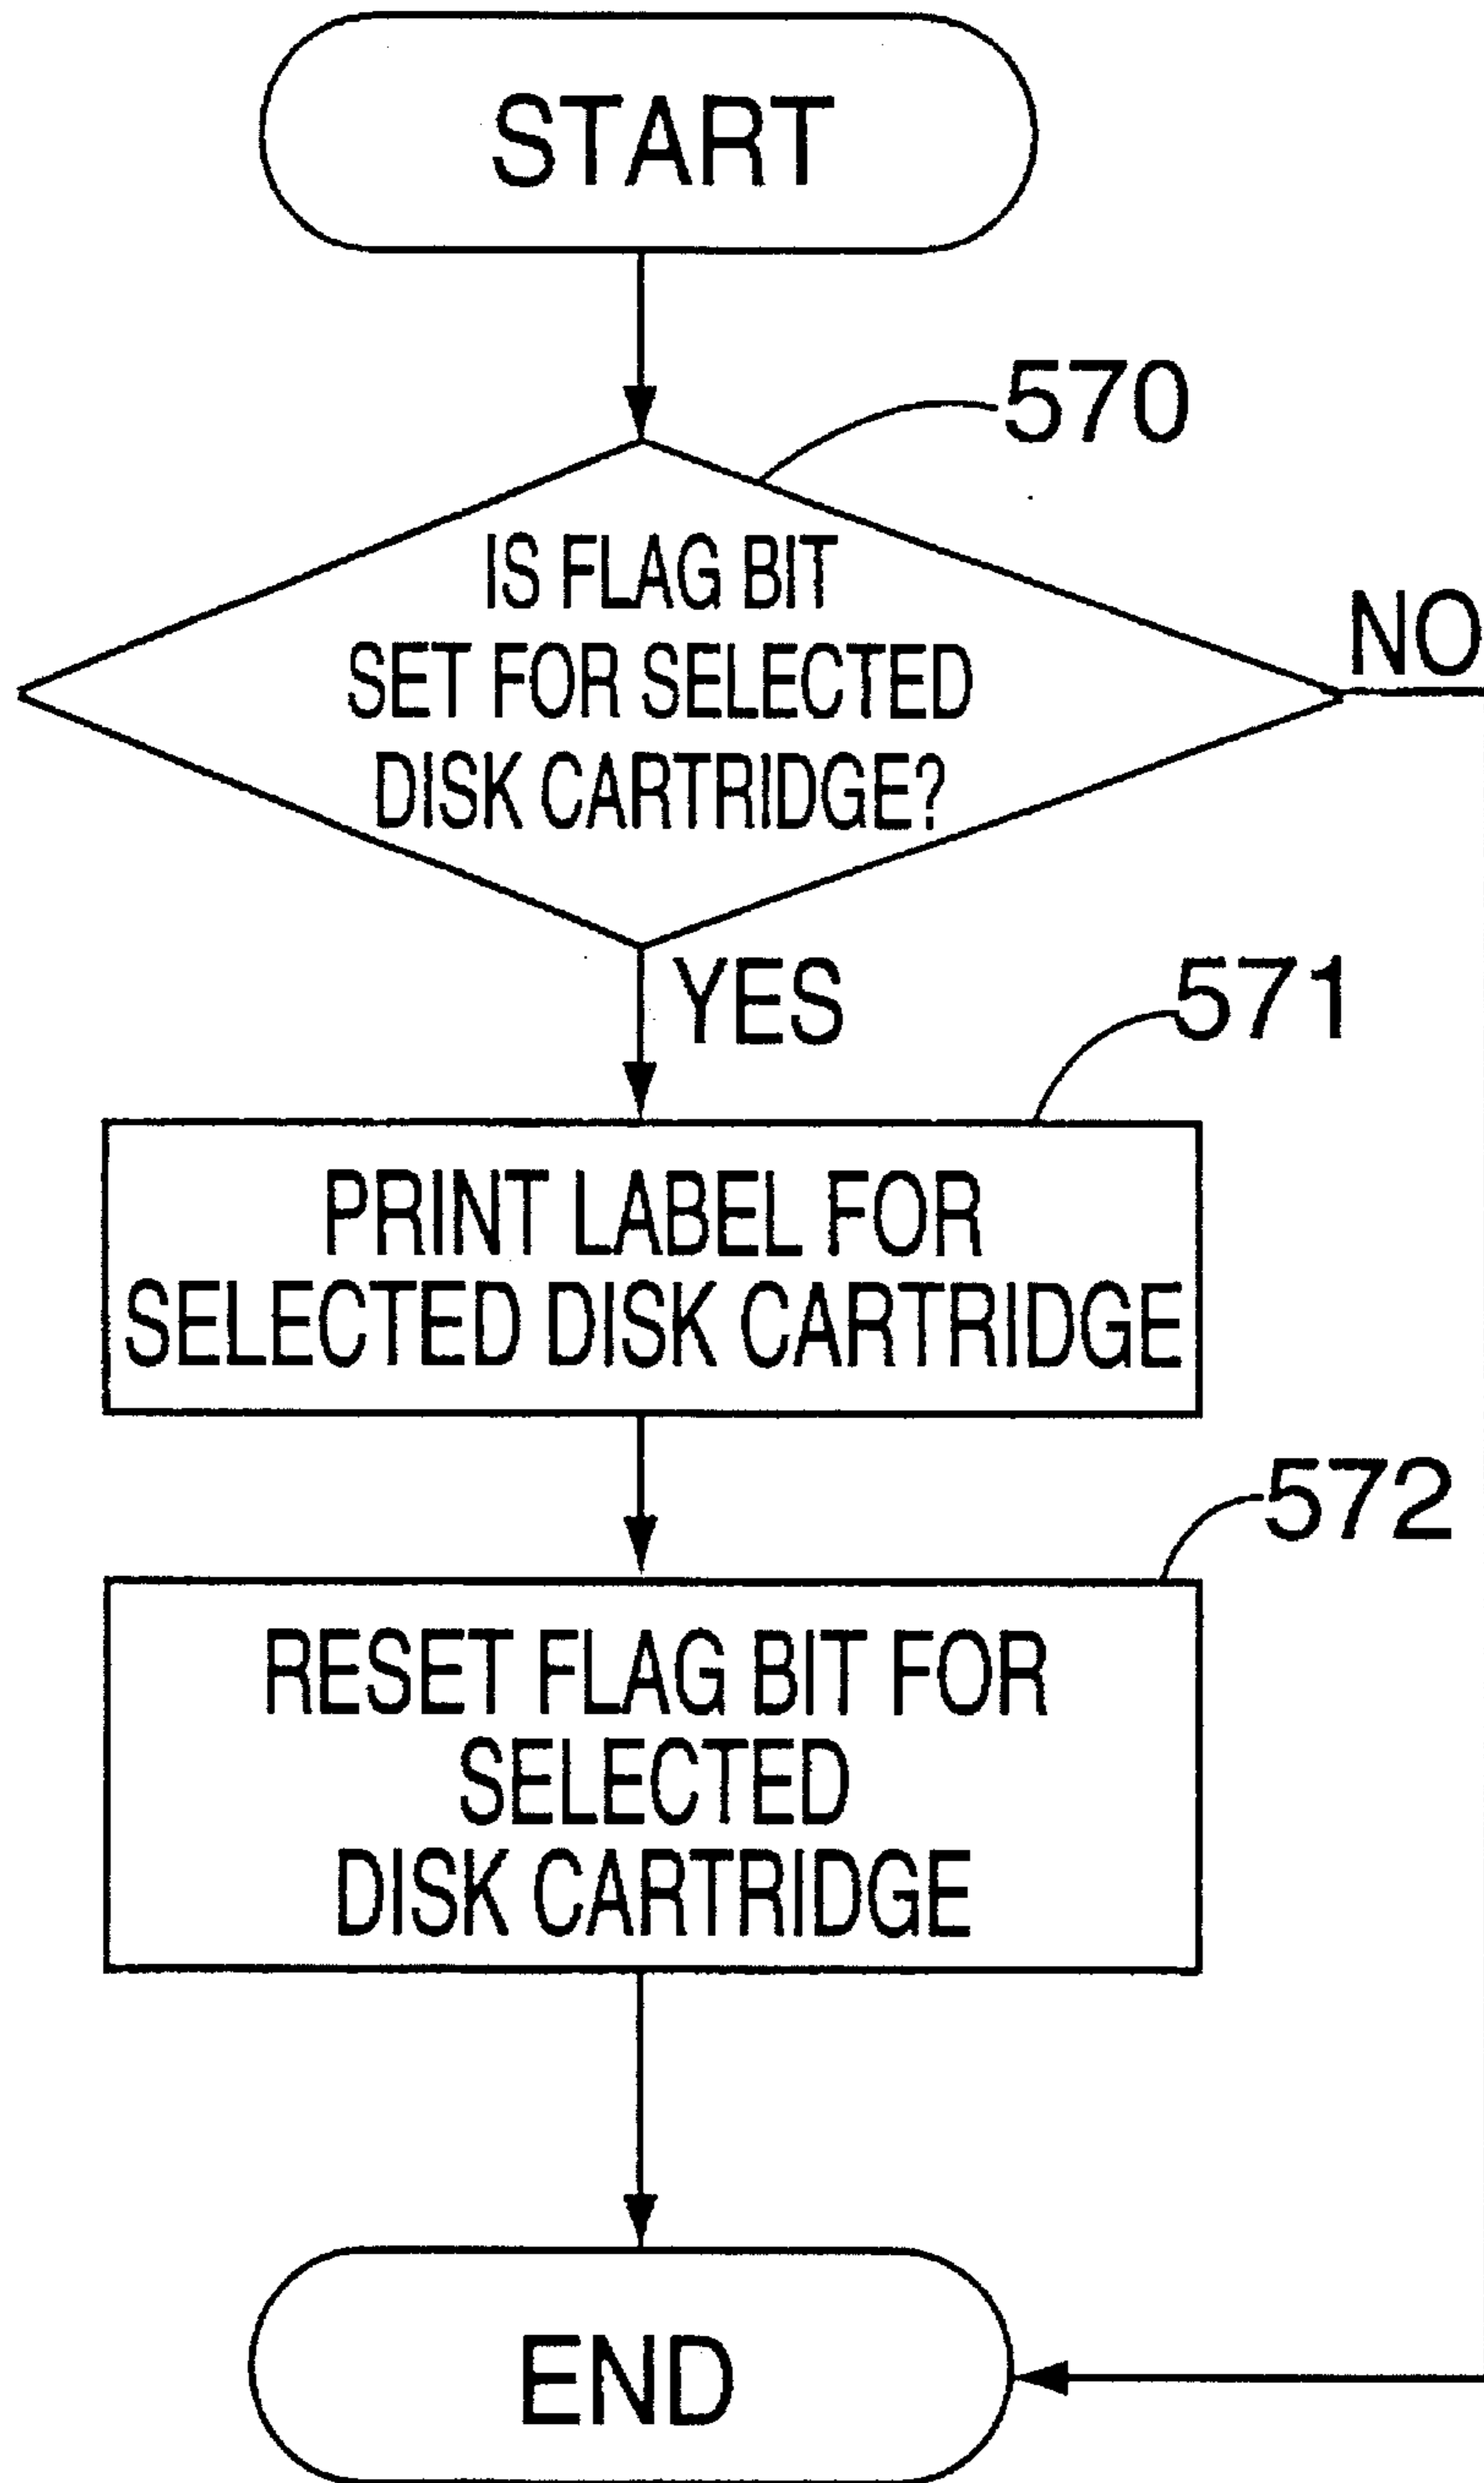 START
570
IS FLAG BIT
SET FOR SELECTED
DISK CARTRIDGE?
NO
YES
571
PRINT LABEL FOR
SELECTED DISK CARTRIDGE
572
RESET FLAG BIT FOR
SELECTED
DISK CARTRIDGE
END